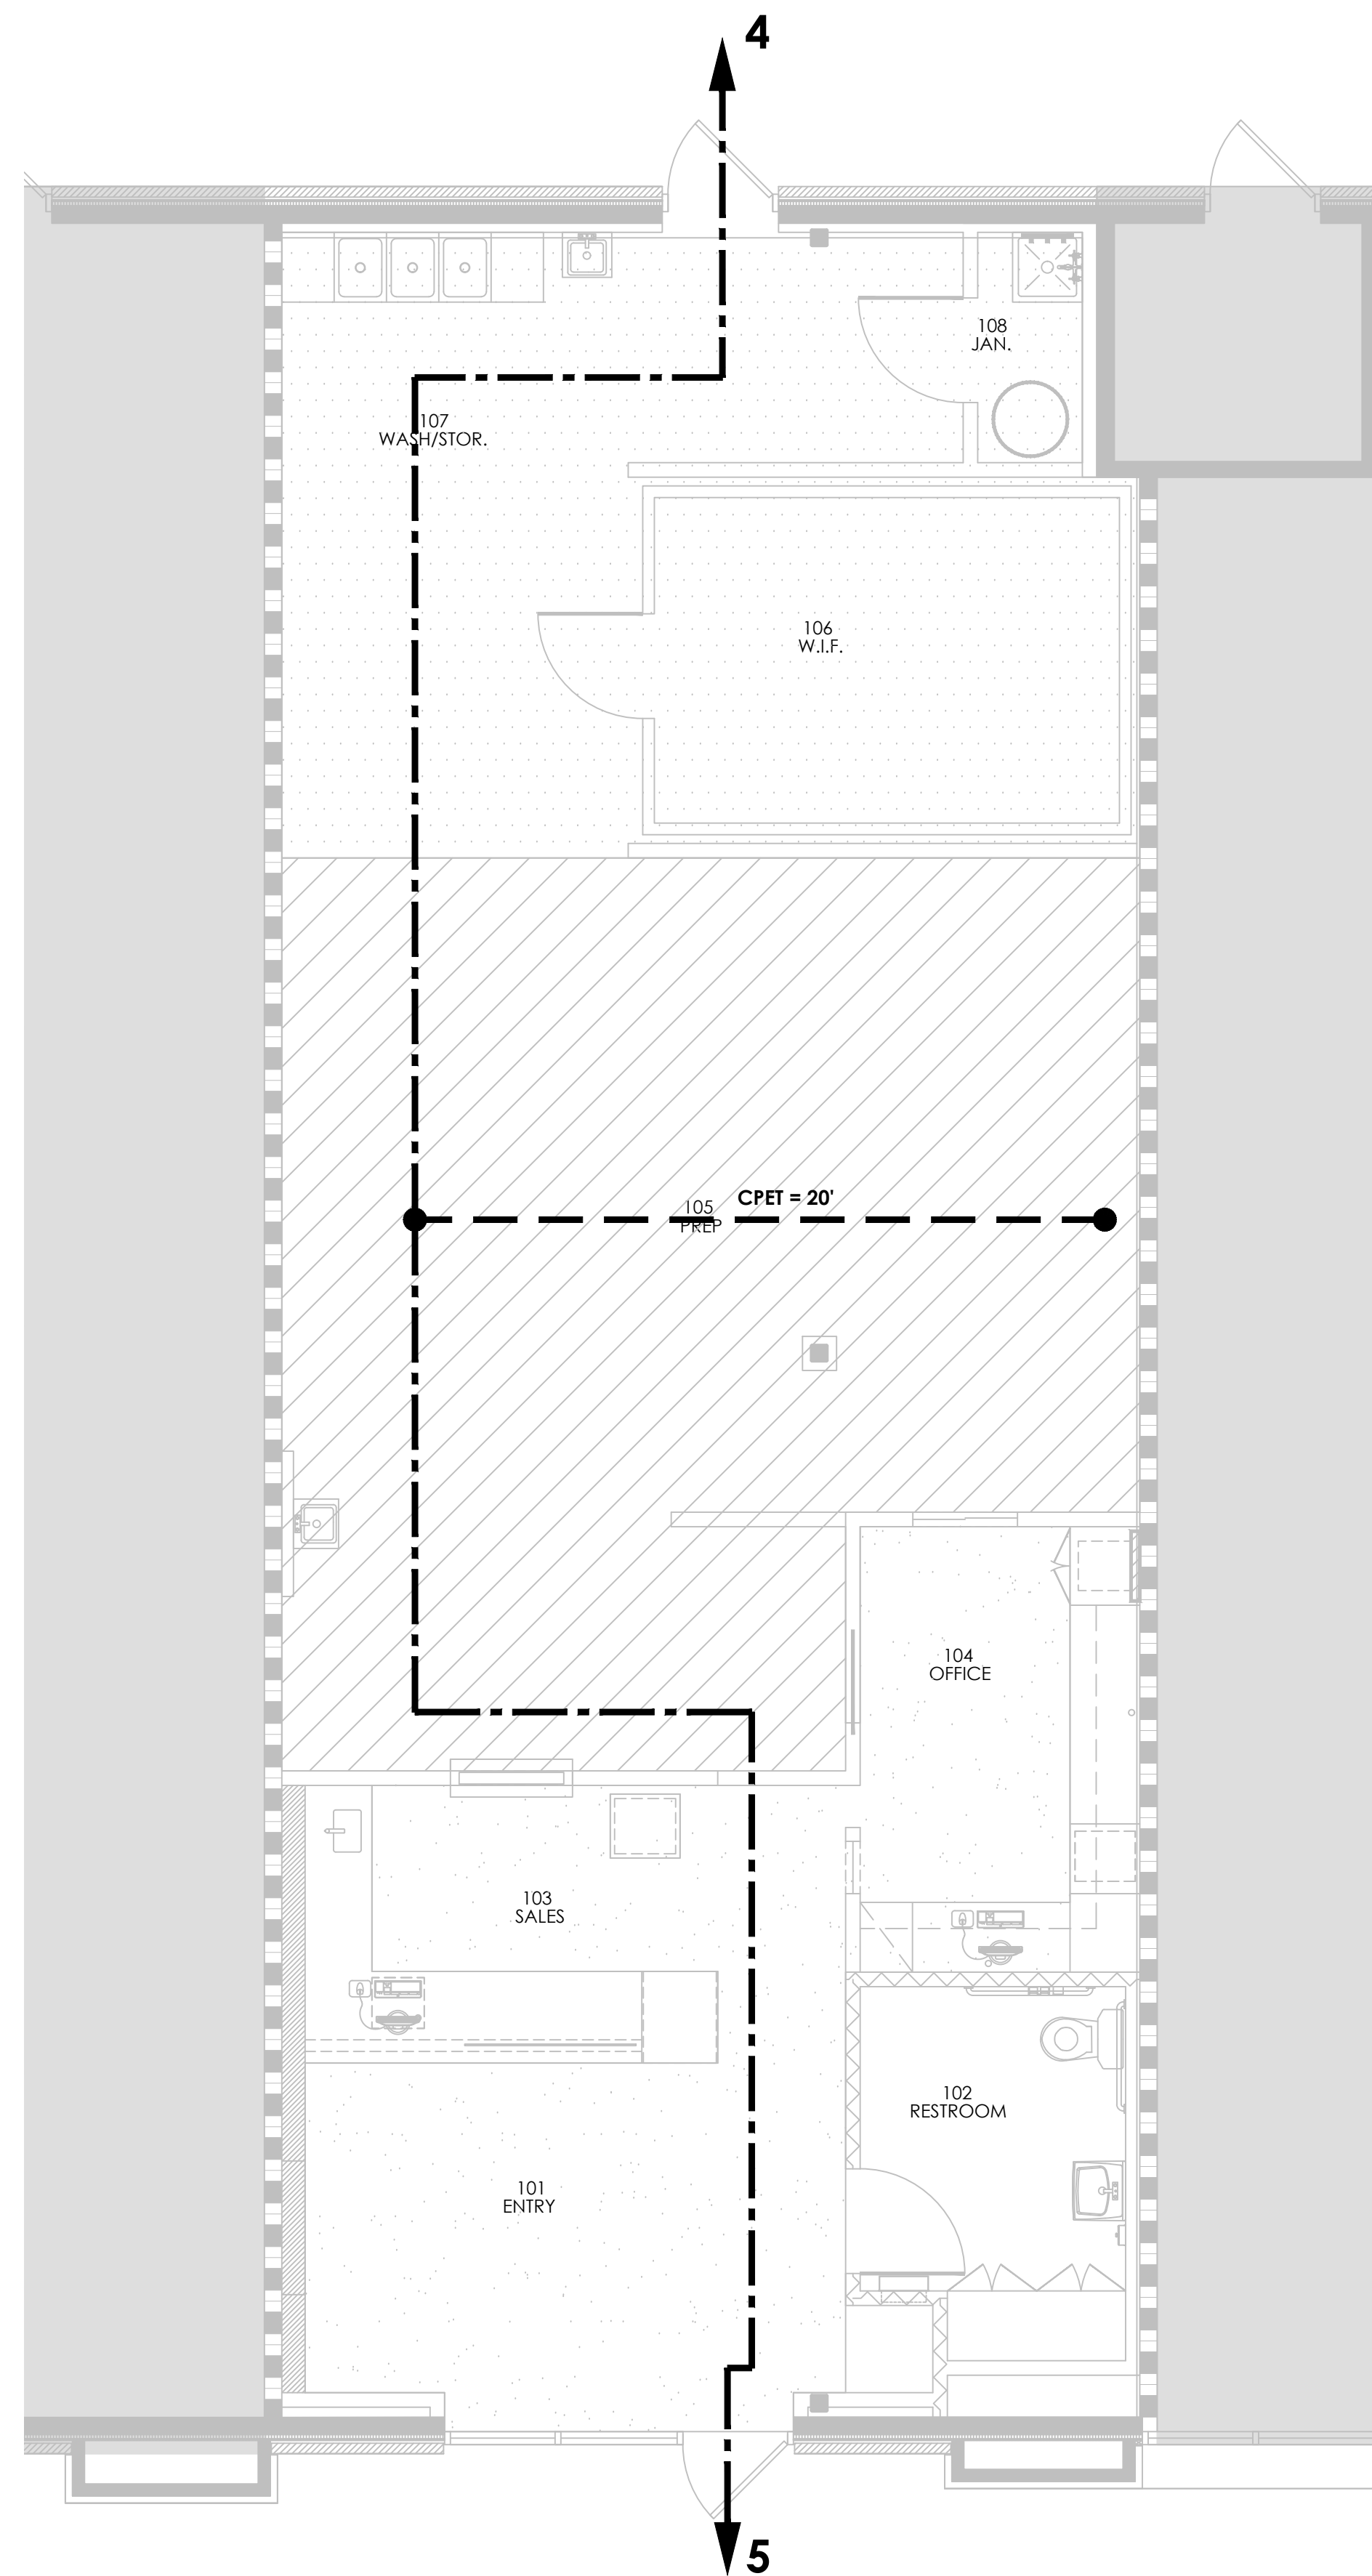 4
108
JAN.
107
WASH/STOR.
106
W.I.F.
CPET = 20'
105
PREP
104
OFFICE
103
SALES
102
RESTROOM
101
ENTRY
5